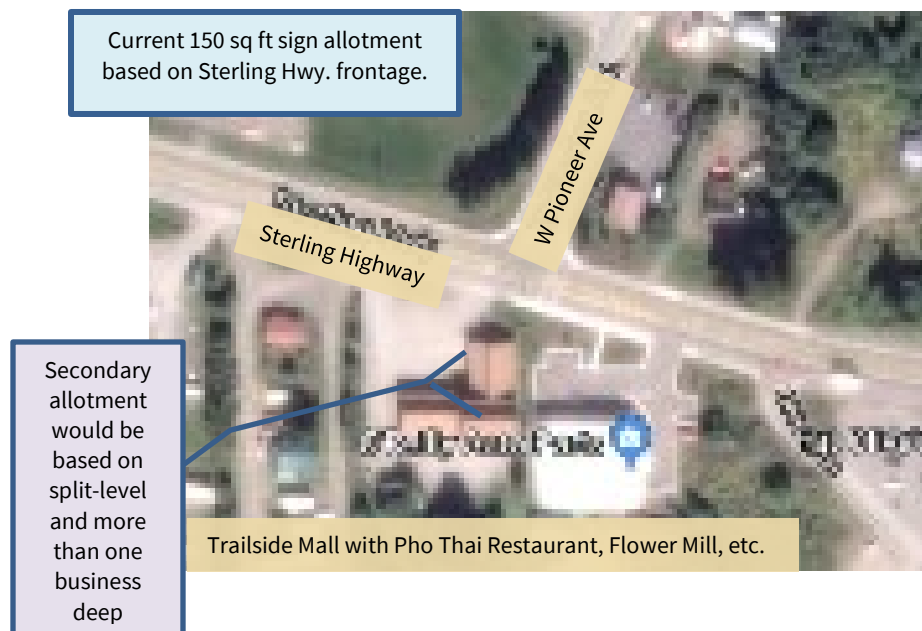 Current 150 sq ft sign allotment
based on Sterling Hwy. frontage.
W Pioneer Ave
Sterling Highway
Secondary
allotment
would be
based on
split-level
and more
than one
business
deep
Trailside Mall with Pho Thai Restaurant, Flower Mill, etc.